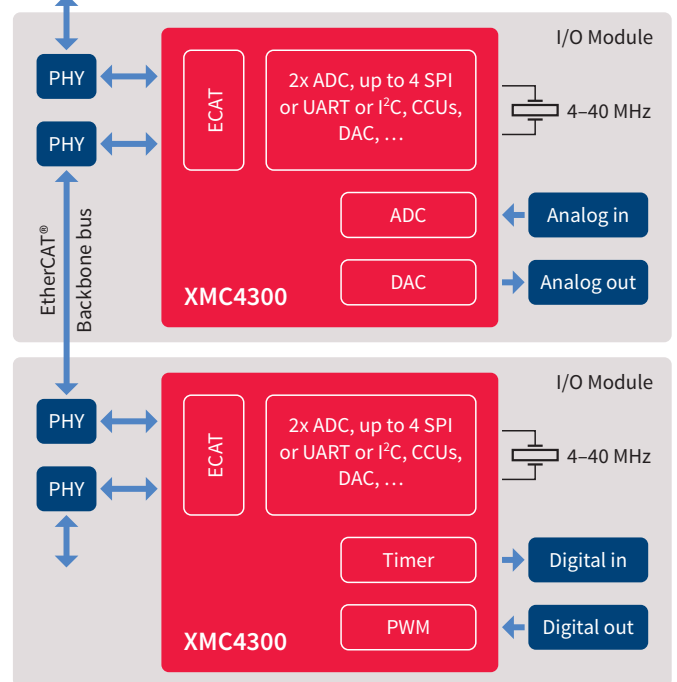 I/O Module
PHY
PHY
ECAT
2x ADC, up to 4 SPI
or UART or I²C, CCUs,
DAC, …
4–40 MHz
ADC
Analog in
DAC
Analog out
XMC4300
EtherCAT®
Backbone bus
I/O Module
PHY
PHY
ECAT
2x ADC, up to 4 SPI
or UART or I²C, CCUs,
DAC, …
4–40 MHz
Timer
Digital in
PWM
Digital out
XMC4300